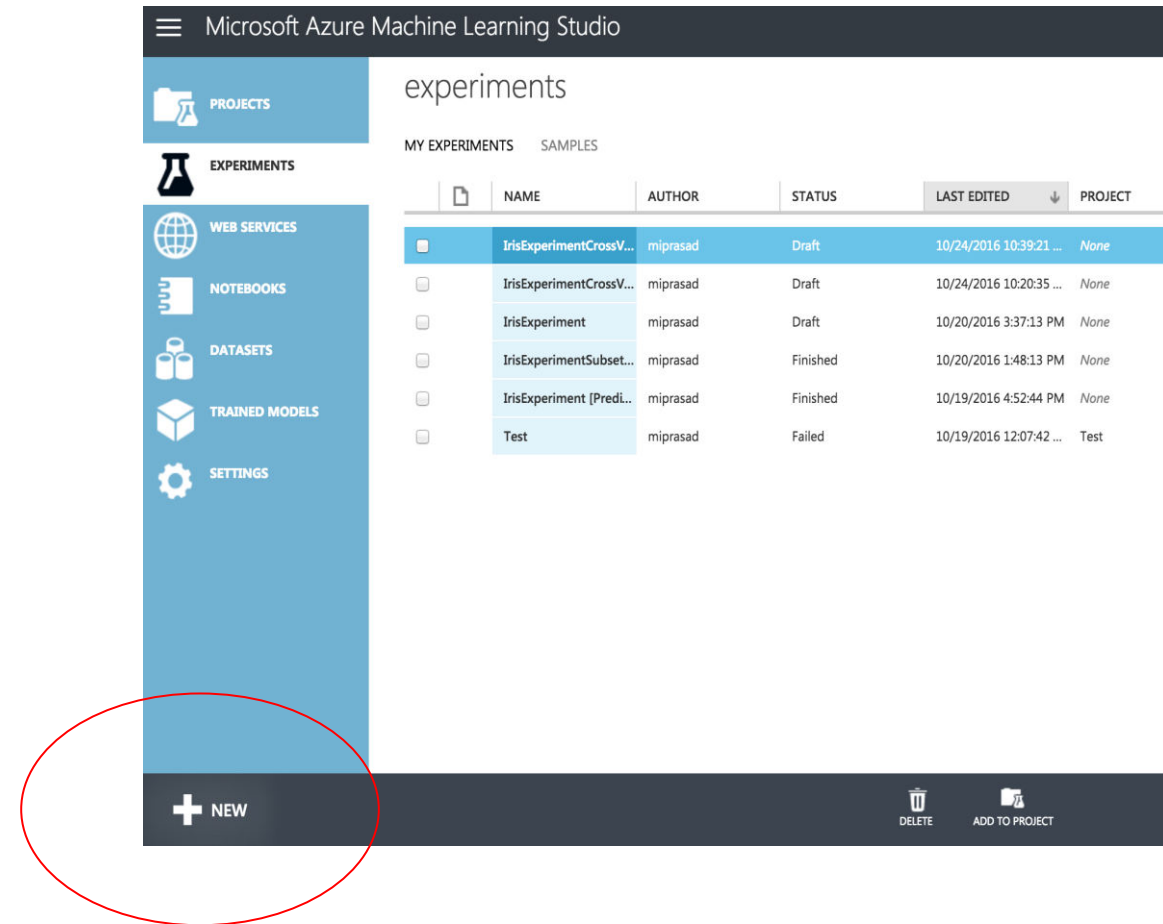 Microsoft Azure Machine Learning Studio
PROJECTS
EXPERIMENTS
WEB SERVICES
NOTEBOOKS
DATASETS
TRAINED MODELS
SETTINGS
experiments
MY EXPERIMENTS SAMPLES
NAME AUTHOR STATUS LAST EDITED PROJECT
IrisExperimentCrossV... miprasad Draft 10/24/2016 10:39:21 ... None
IrisExperimentCrossV... miprasad Draft 10/24/2016 10:20:35 ... None
IrisExperiment miprasad Draft 10/20/2016 3:37:13 PM None
IrisExperimentSubset... miprasad Finished 10/20/2016 1:48:13 PM None
IrisExperiment [Predi... miprasad Finished 10/19/2016 4:52:44 PM None
Test miprasad Failed 10/19/2016 12:07:42 ... Test
NEW
DELETE ADD TO PROJECT